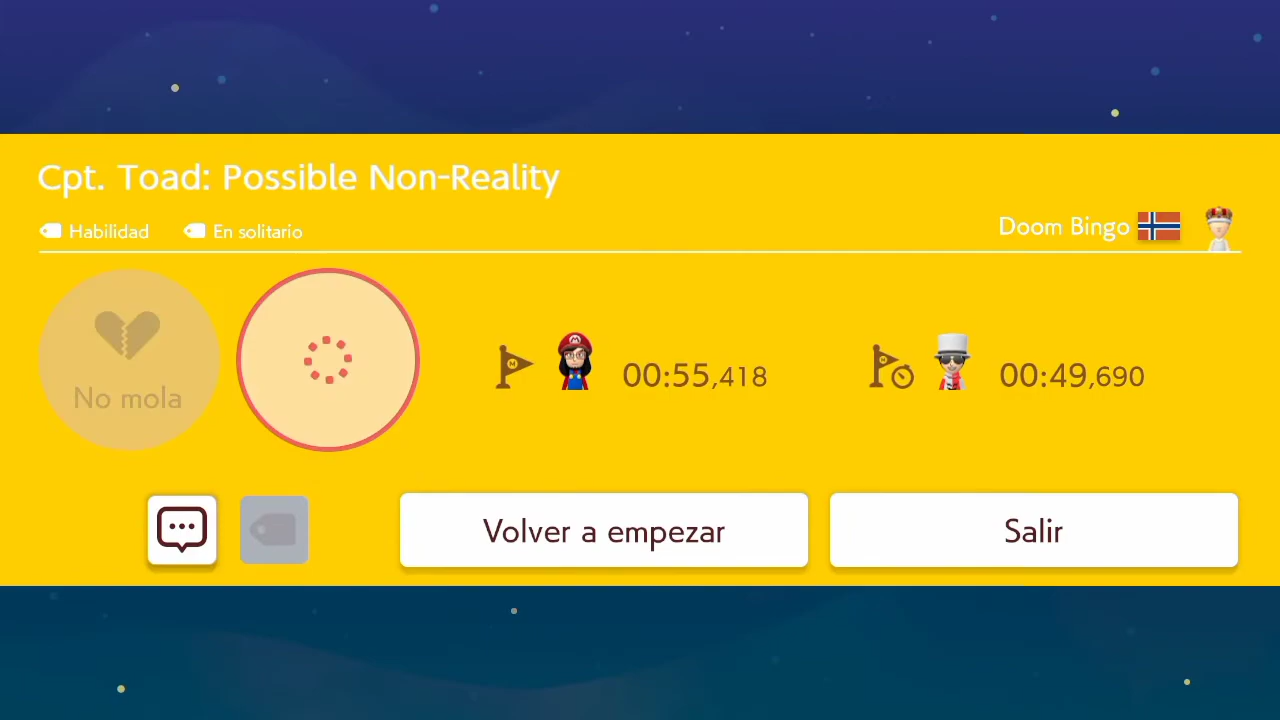 Cpt. Toad: Possible Non-Reality
Habilidad En solitario
Doom Bingo
No mola
00:55,418
00:49,690
Volver a empezar
Salir